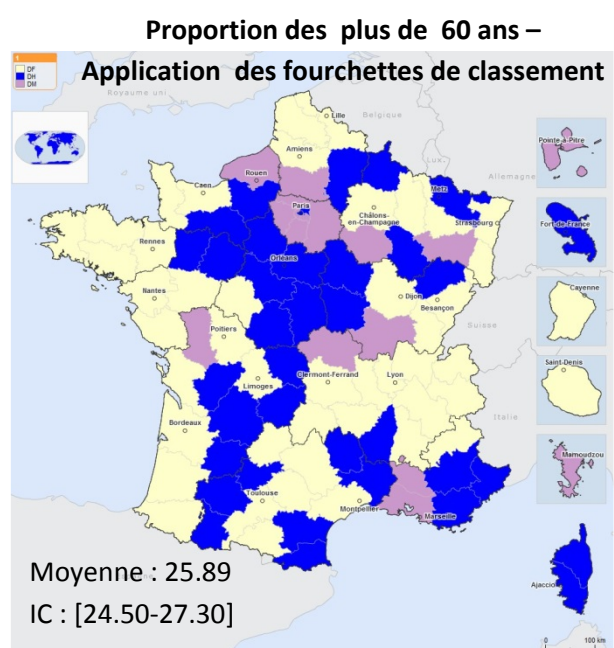 Proportion des plus de 60 ans –
Application des fourchettes de classement
1
DF
DH
DM
Royaume uni
Belgique
Lille
Amiens
Lux.
Allemagne
Pointe-à-Pitre
Rouen
Caen
Paris
Metz
Châlons-
en-Champagne
Strasbourg
Fort-de-France
Rennes
Orléans
Nantes
Dijon
Besançon
Cayenne
Poitiers
Suisse
Saint-Denis
Limoges
Clermont-Ferrand
Lyon
Italie
Bordeaux
Mamoudzou
Toulouse
Montpellier
Marseille
Ajaccio
Moyenne : 25.89
IC : [24.50-27.30]
0 100 km